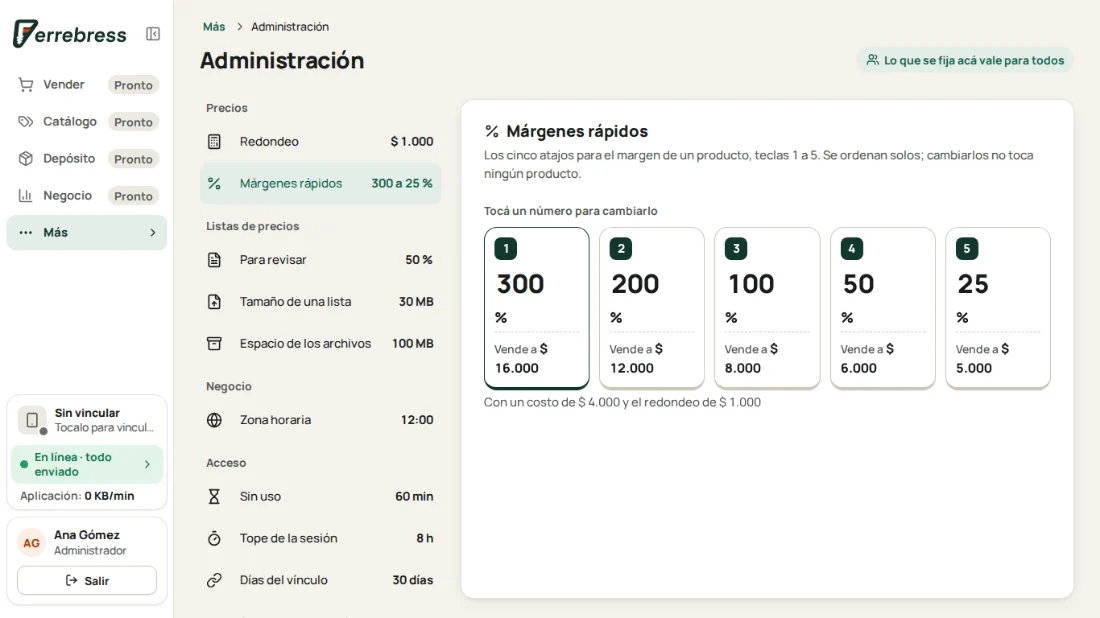 Ferrebress
Vender
Pronto
Catálogo
Pronto
Depósito
Pronto
Negocio
Pronto
Más
Sin vincular
Tocalo para vincul...
En línea · todo
enviado
Aplicación: 0 KB/min
AG
Ana Gómez
Administrador
Salir
Más > Administración
Administración
Lo que se fija acá vale para todos
Precios
Redondeo $ 1.000
Márgenes rápidos 300 a 25 %
Listas de precios
Para revisar 50 %
Tamaño de una lista 30 MB
Espacio de los archivos 100 MB
Negocio
Zona horaria 12:00
Acceso
Sin uso 60 min
Tope de la sesión 8 h
Días del vínculo 30 días
% Márgenes rápidos
Los cinco atajos para el margen de un producto, teclas 1 a 5. Se ordenan solos; cambiarlos no toca
ningún producto.
Tocá un número para cambiarlo
1
300
%
Vende a $
16.000
2
200
%
Vende a $
12.000
3
100
%
Vende a $
8.000
4
50
%
Vende a $
6.000
5
25
%
Vende a $
5.000
Con un costo de $ 4.000 y el redondeo de $ 1.000